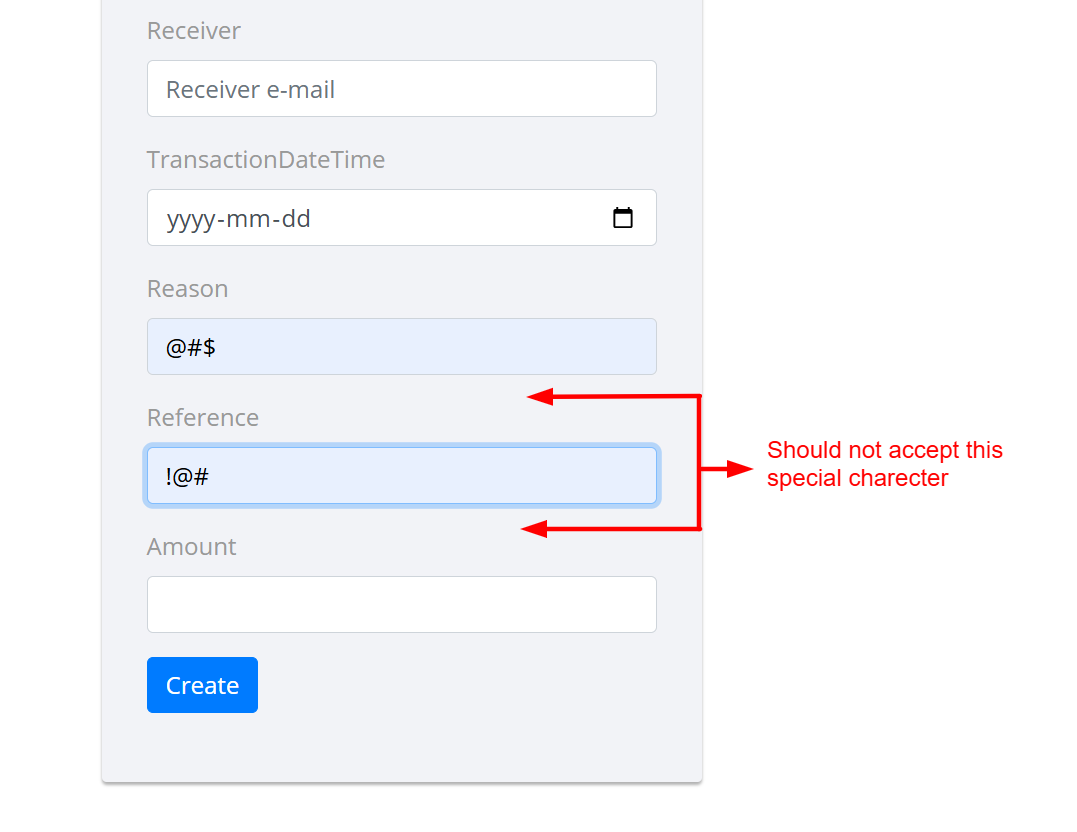 Receiver
Receiver e-mail
TransactionDateTime
yyyy-mm-dd
Reason
@#$
Reference
!@#
Should not accept this
special charecter
Amount
Create